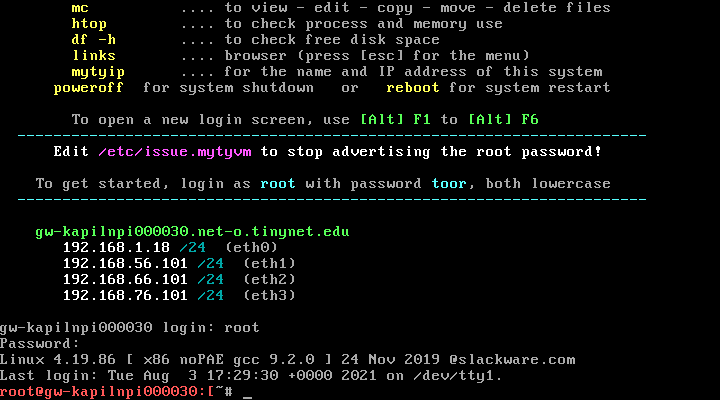 mc .... to view - edit - copy - move - delete files
htop .... to check process and memory use
df -h .... to check free disk space
links .... browser (press [esc] for the menu)
mytyip .... for the name and IP address of this system
poweroff for system shutdown or reboot for system restart
To open a new login screen, use [Alt] F1 to [Alt] F6
----------------------------------------------------------------------
Edit /etc/issue.mytyvm to stop advertising the root password!
To get started, login as root with password toor, both lowercase
----------------------------------------------------------------------
gw-kapilnpi000030.net-o.tinynet.edu
192.168.1.18 /24 (eth0)
192.168.56.101 /24 (eth1)
192.168.66.101 /24 (eth2)
192.168.76.101 /24 (eth3)
gw-kapilnpi000030 login: root
Password:
Linux 4.19.86 [ x86 noPAE gcc 9.2.0 ] 24 Nov 2019 @slackware.com
Last login: Tue Aug  3 17:29:30 +0000 2021 on /dev/tty1.
root@gw-kapilnpi000030:[~# _